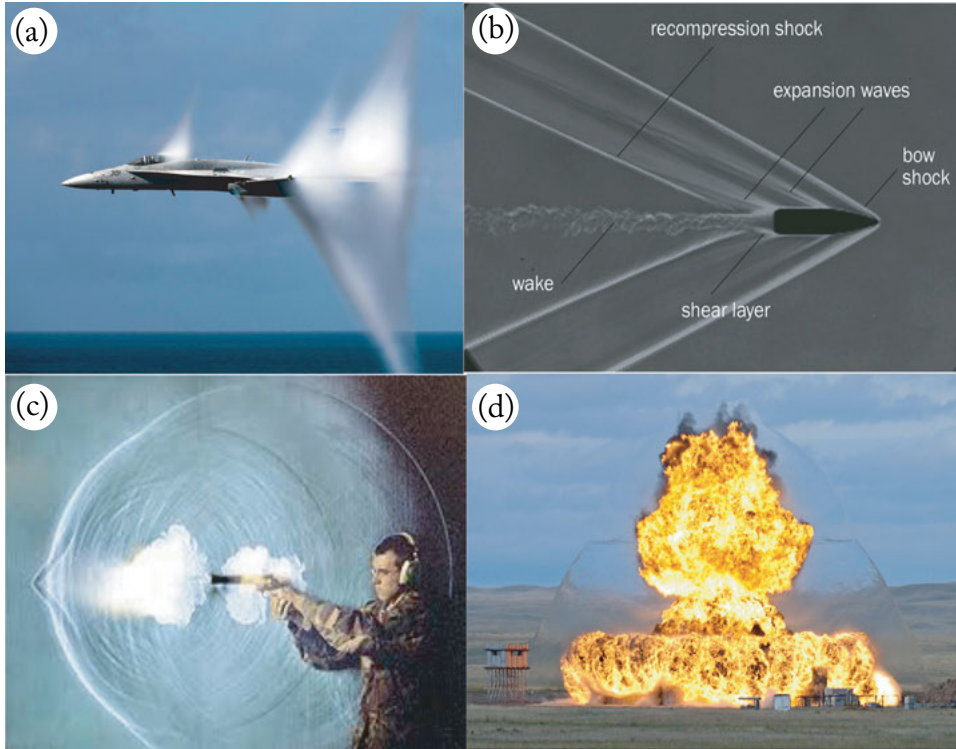 (a)
(b)
recompression shock
expansion waves
bow
shock
wake
shear layer
(c)
(d)